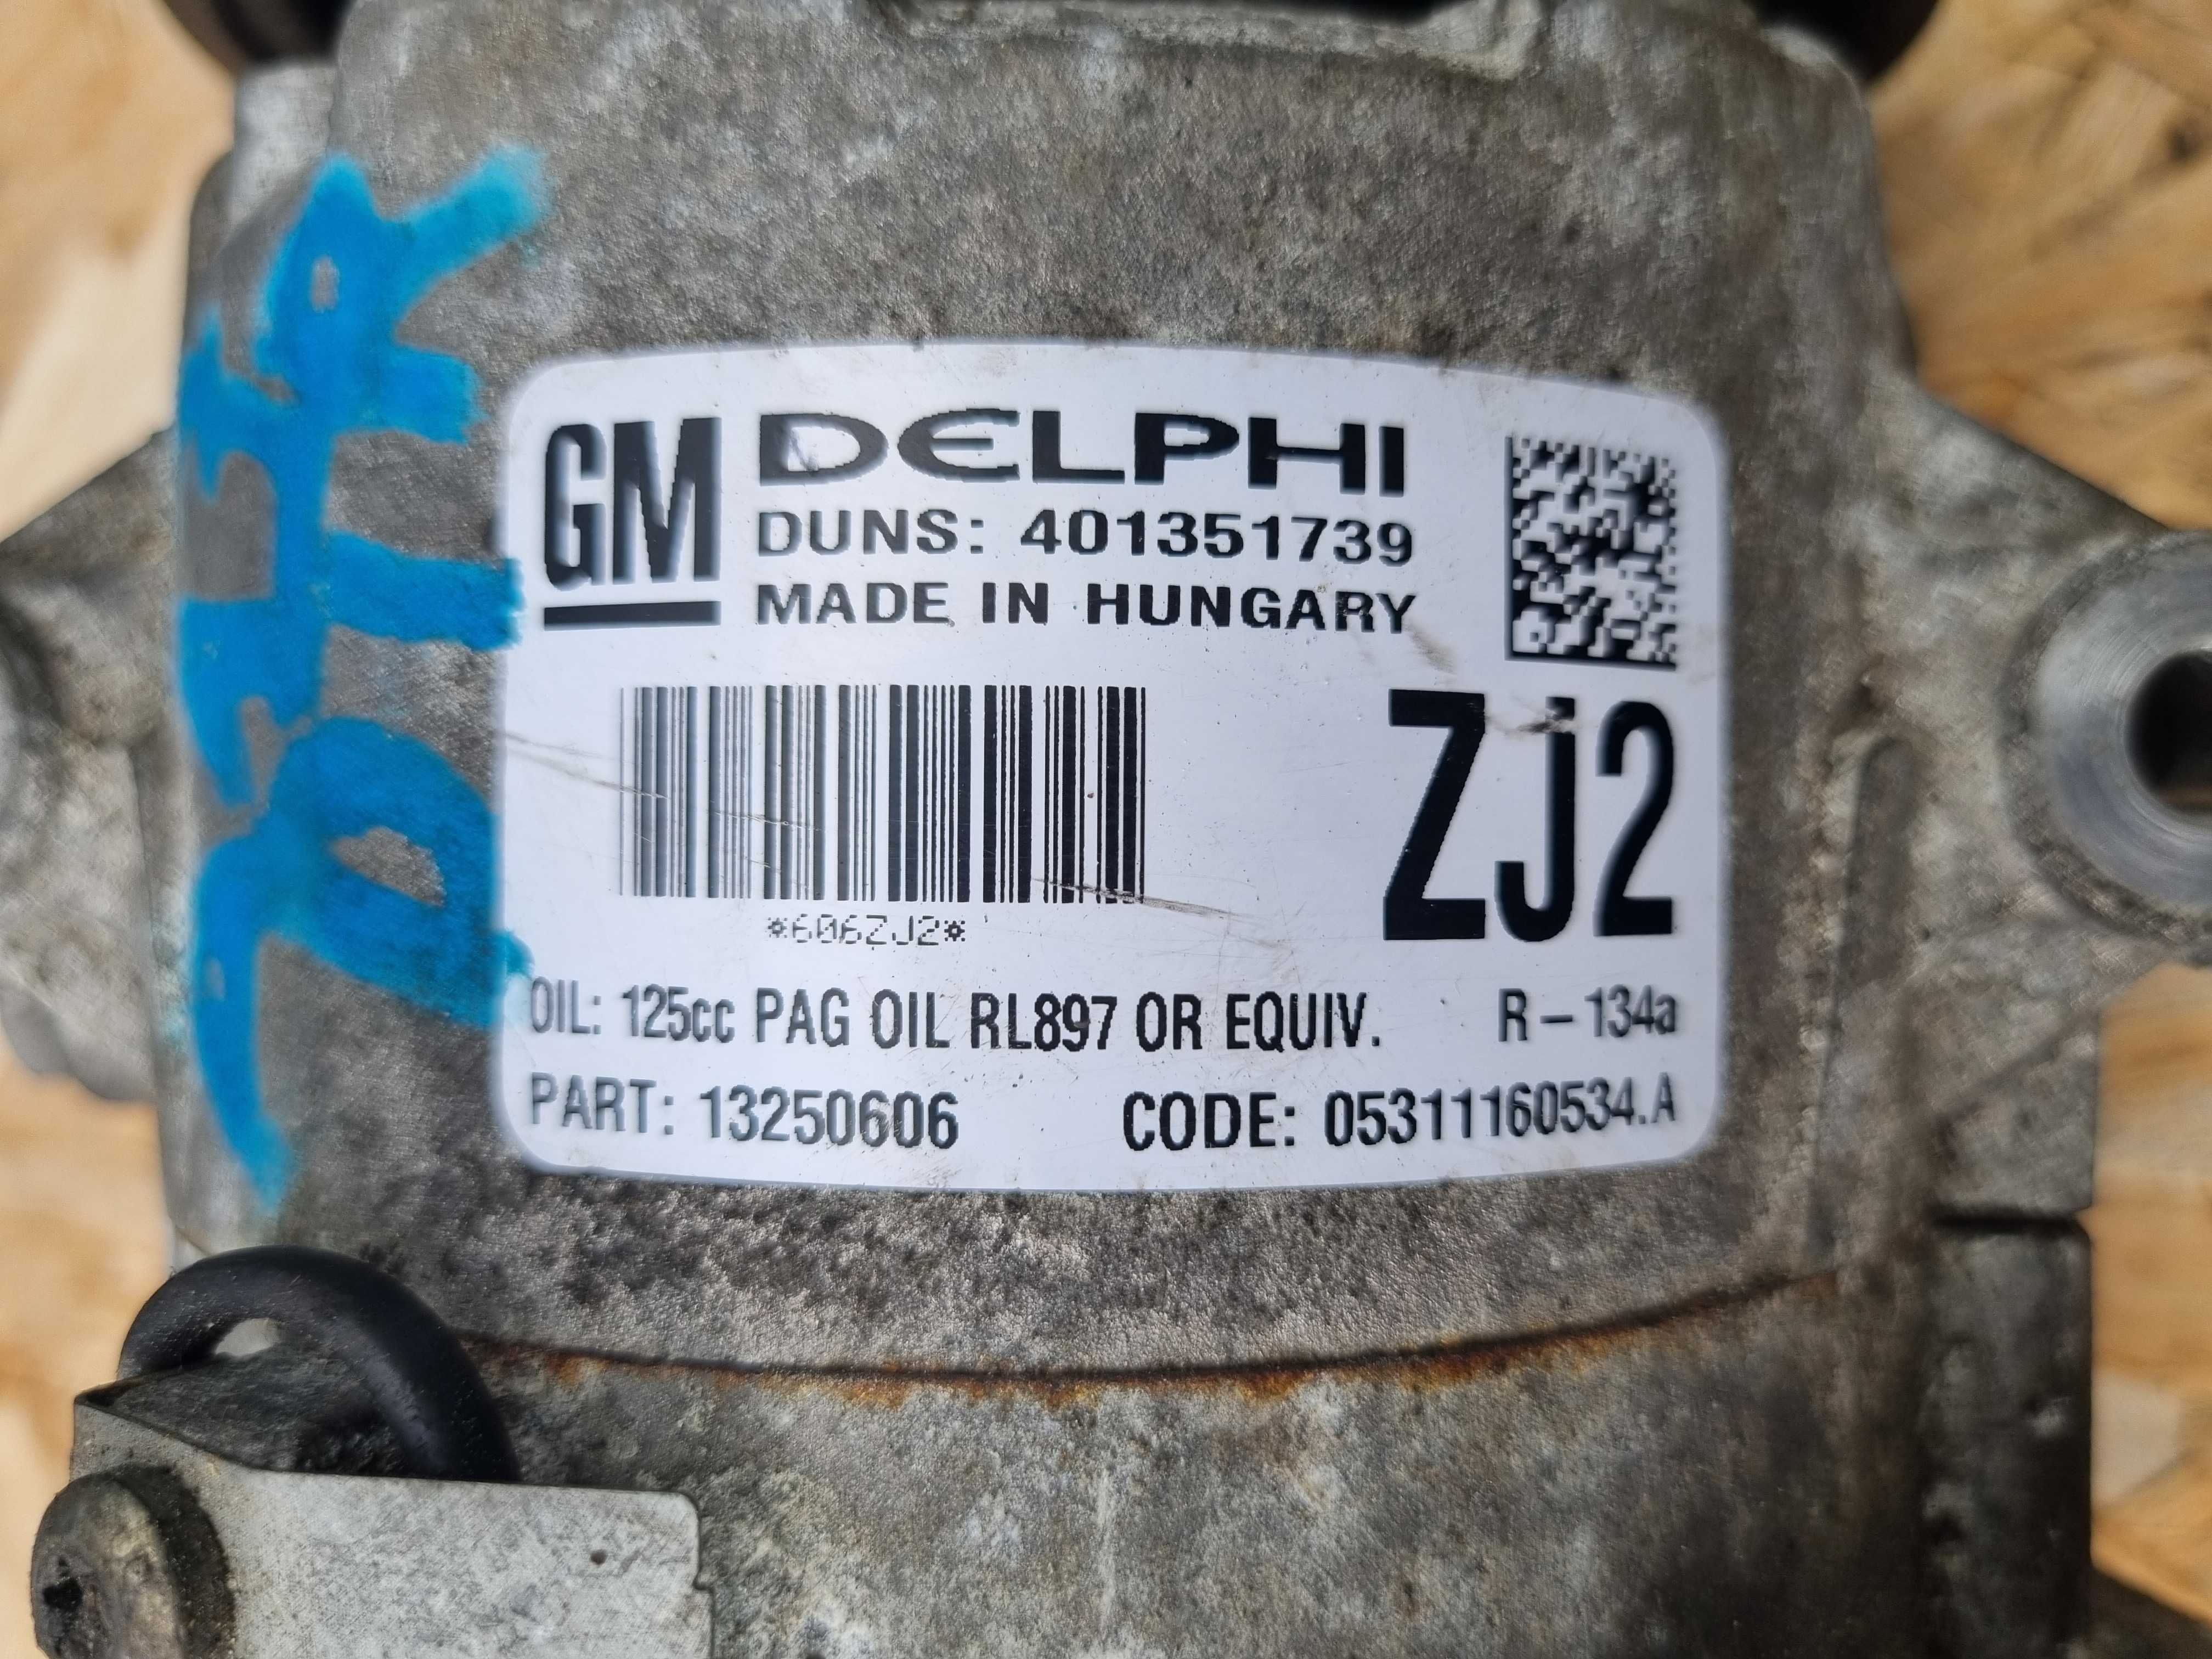 GM DELPHI
DUNS: 401351739
MADE IN HUNGARY
ZJ2
*606ZJ2*
OIL: 125cc PAG OIL RL897 OR EQUIV. R-134a
PART: 13250606 CODE: 05311160534.A